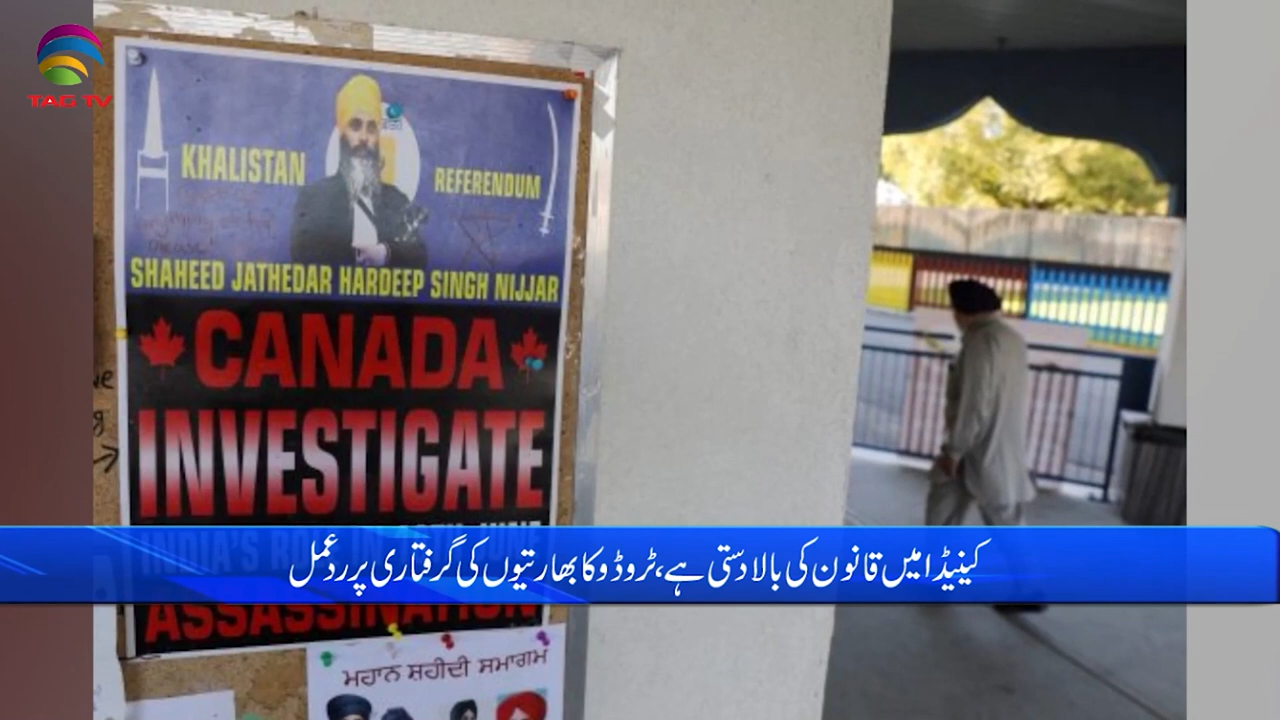 TAG TV
KHALISTAN
REFERENDUM
SHAHEED JATHEDAR HARDEEP SINGH NIJJAR
CANADA
INVESTIGATE
INDIA'S
ASSASSINATION
کینیڈا میں قانون کی بالادستی ہے، ٹروڈو کا بھارتیوں کی گرفتاری پر ردعمل
ਮਹਾਨ ਸ਼ਹੀਦੀ ਸਮਾਗਮ